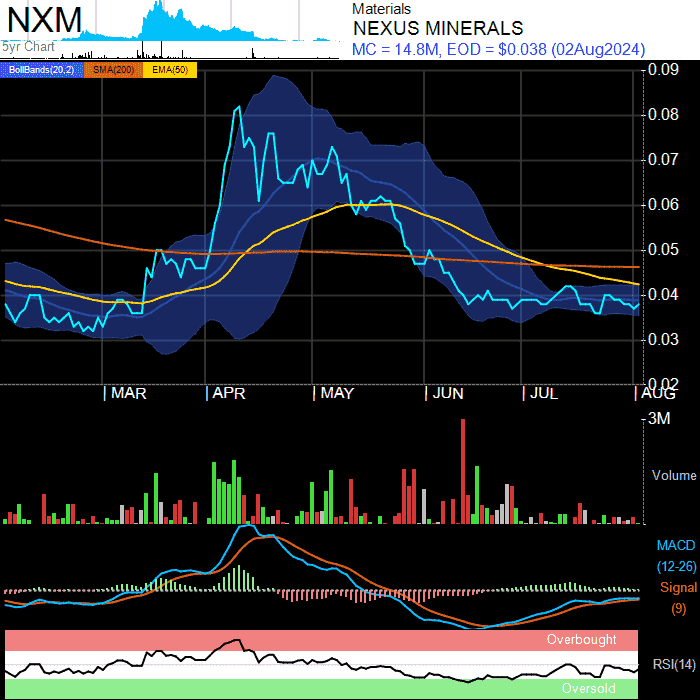 NXM
5yr Chart
Materials
NEXUS MINERALS
MC = 14.8M, EOD = $0.038 (02Aug2024)
BollBands(20,2) SMA(200) EMA(50)
0.09
0.08
0.07
0.06
0.05
0.04
0.03
0.02
MAR APR MAY JUN JUL AUG
3M
Volume
MACD
(12-26)
Signal
(9)
Overbought
RSI(14)
Oversold